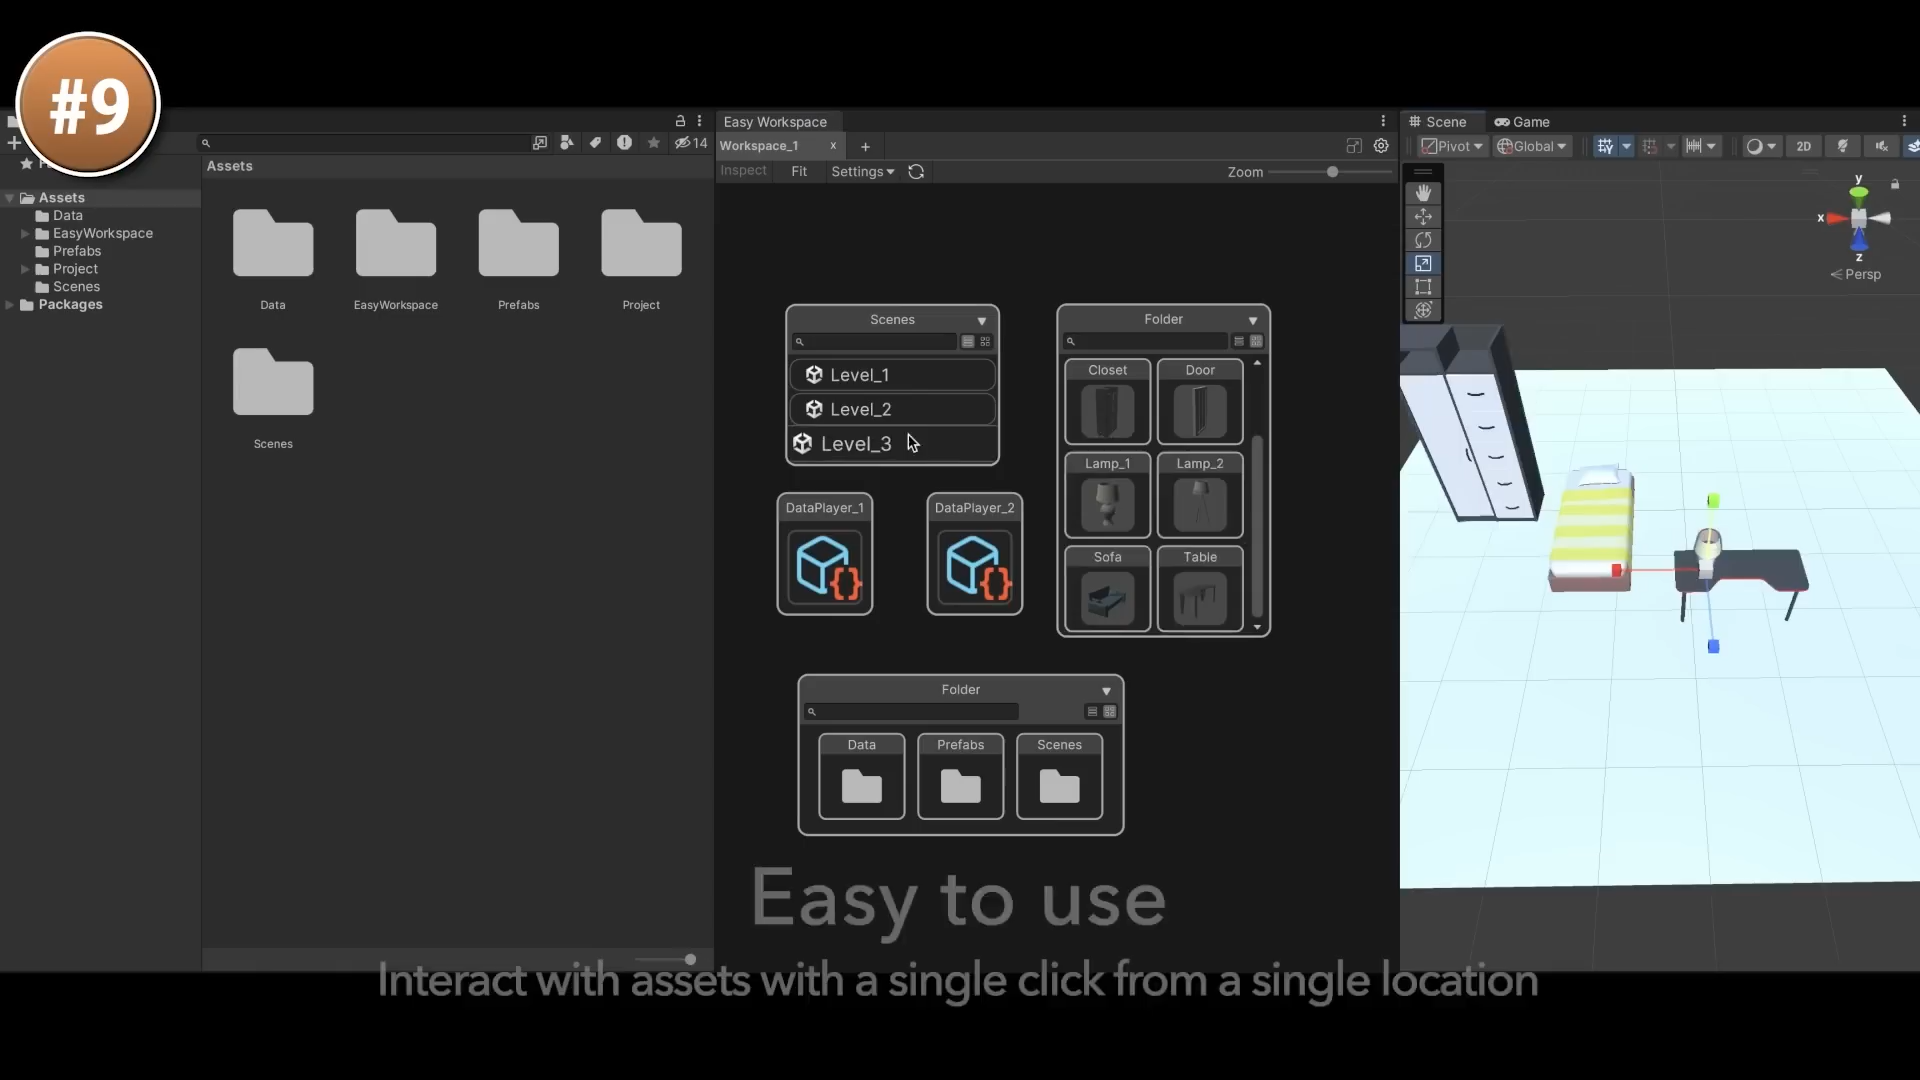 #9
14
Assets
Assets
Data
EasyWorkspace
Prefabs
Project
Scenes
Packages
Data
EasyWorkspace
Prefabs
Project
Scenes
Easy Workspace
Workspace_1 x +
Inspect Fit Settings Zoom
Scenes
Level_1
Level_2
Level_3
DataPlayer_1
DataPlayer_2
Folder
Closet
Door
Lamp_1
Lamp_2
Sofa
Table
Folder
Data
Prefabs
Scenes
Scene Game
Pivot Global 2D
y
x
z
Persp
Easy to use
Interact with assets with a single click from a single location